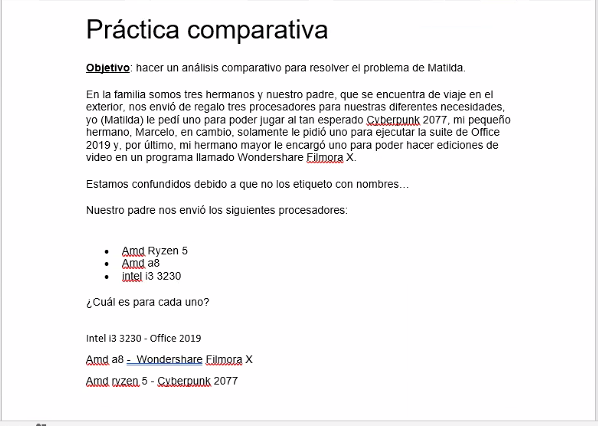 Práctica comparativa
Objetivo: hacer un análisis comparativo para resolver el problema de Matilda.
En la familia somos tres hermanos y nuestro padre, que se encuentra de viaje en el
exterior, nos envió de regalo tres procesadores para nuestras diferentes necesidades,
yo (Matilda) le pedí uno para poder jugar al tan esperado Cyberpunk 2077, mi pequeño
hermano, Marcelo, en cambio, solamente le pidió uno para ejecutar la suite de Office
2019 y, por último, mi hermano mayor le encargó uno para poder hacer ediciones de
video en un programa llamado Wondershare Filmora X.
Estamos confundidos debido a que no los etiqueto con nombres…
Nuestro padre nos envió los siguientes procesadores:
• Amd Ryzen 5
• Amd a8
• intel i3 3230
¿Cuál es para cada uno?
Intel i3 3230 - Office 2019
Amd a8 - Wondershare Filmora X
Amd ryzen 5 - Cyberpunk 2077